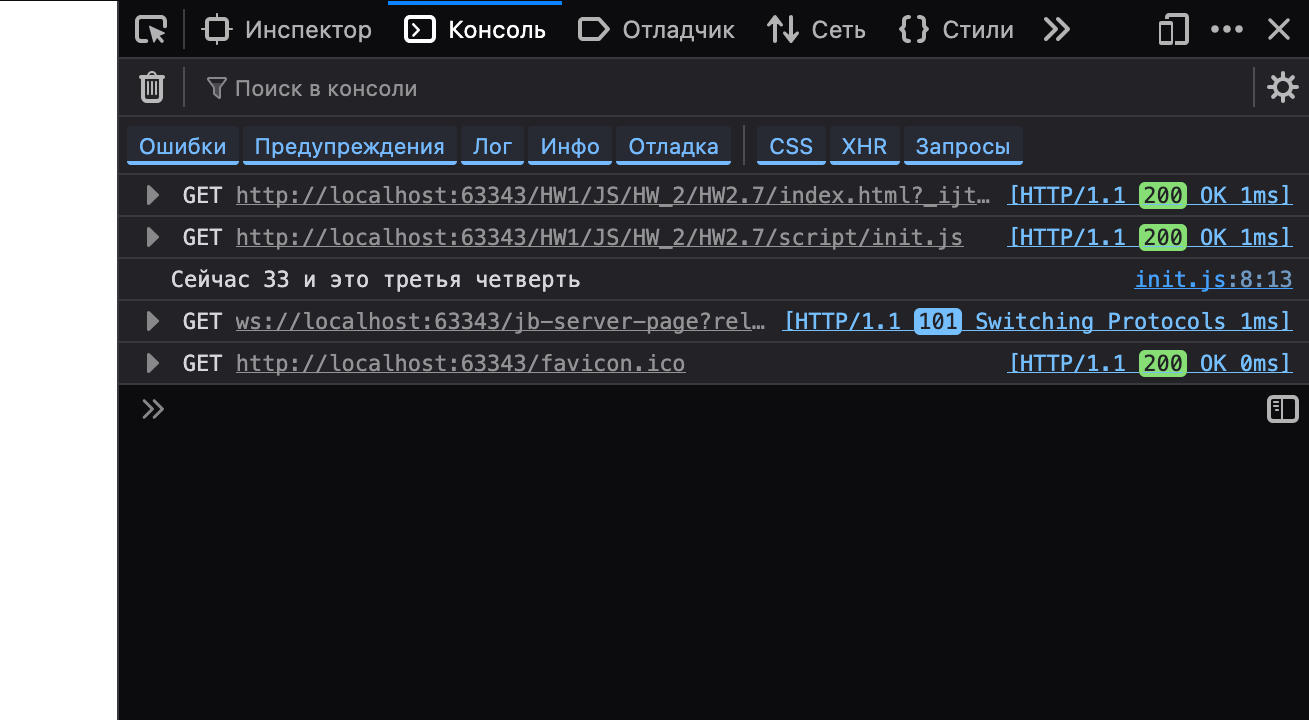 Инспектор Консоль Отладчик Сеть Стили
Поиск в консоли
Ошибки Предупреждения Лог Инфо Отладка CSS XHR Запросы
GET http://localhost:63343/HW1/JS/HW_2/HW2.7/index.html?_ijt… [HTTP/1.1 200 OK 1ms]
GET http://localhost:63343/HW1/JS/HW_2/HW2.7/script/init.js [HTTP/1.1 200 OK 1ms]
Сейчас 33 и это третья четверть init.js:8:13
GET ws://localhost:63343/jb-server-page?rel… [HTTP/1.1 101 Switching Protocols 1ms]
GET http://localhost:63343/favicon.ico [HTTP/1.1 200 OK 0ms]